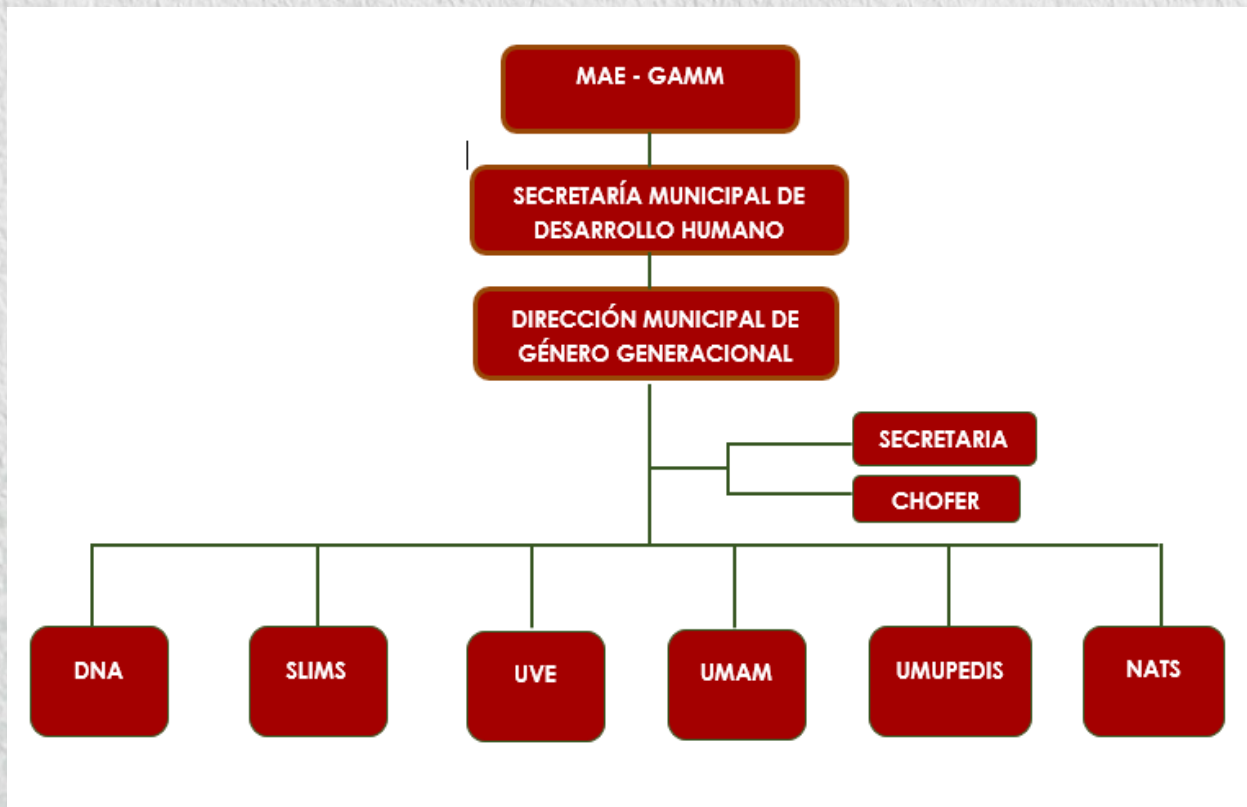 MAE - GAMM
SECRETARÍA MUNICIPAL DE
DESARROLLO HUMANO
DIRECCIÓN MUNICIPAL DE
GÉNERO GENERACIONAL
SECRETARIA
CHOFER
DNA
SLIMS
UVE
UMAM
UMUPEDIS
NATS